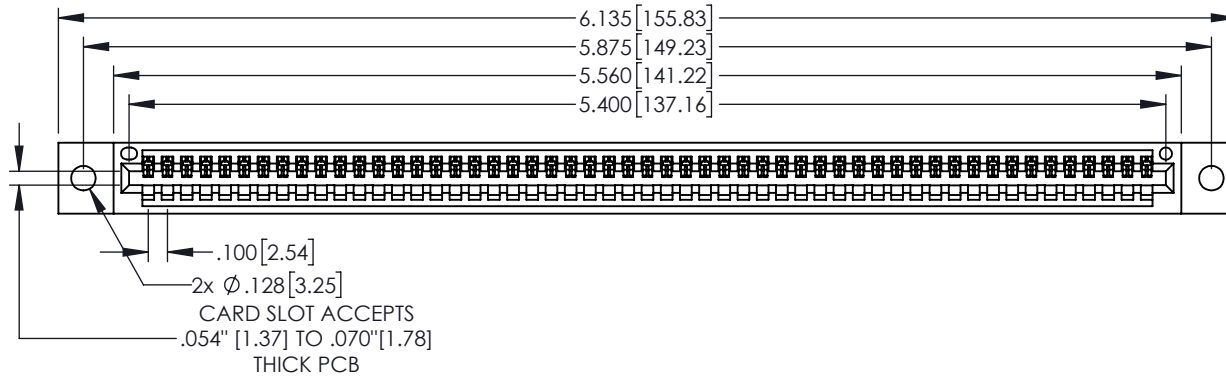 6.135[155.83]
5.875[149.23]
5.560[141.22]
5.400[137.16]
.100[2.54]
2x Ø.128[3.25]
CARD SLOT ACCEPTS
.054" [1.37] TO .070"[1.78]
THICK PCB